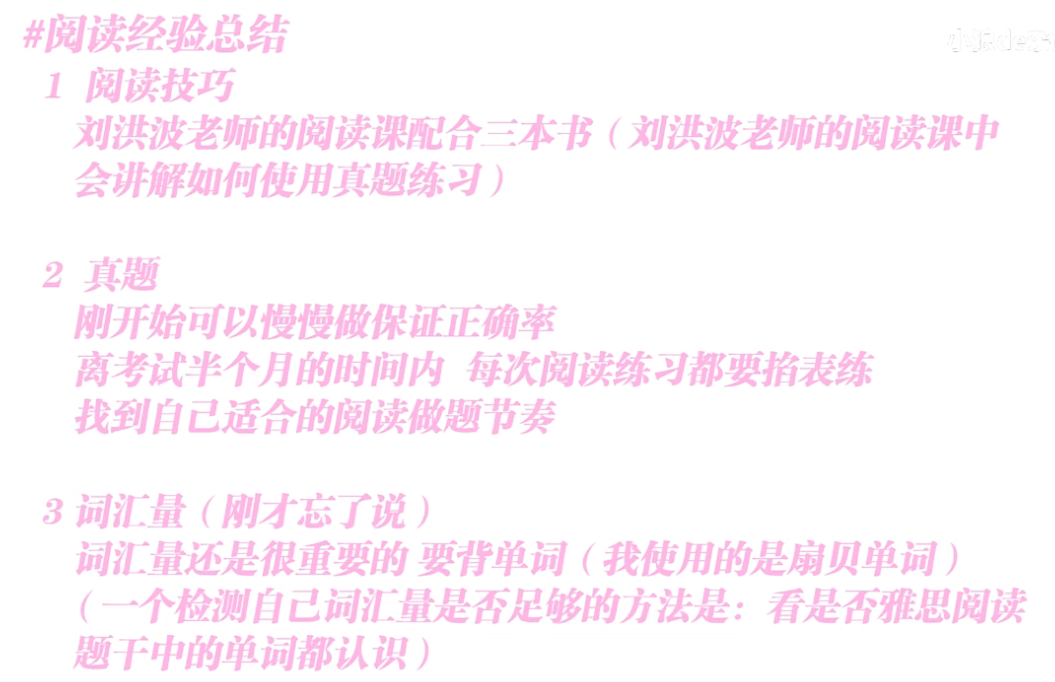 #阅读经验总结
1 阅读技巧
刘洪波老师的阅读课配合三本书（刘洪波老师的阅读课中
会讲解如何使用真题练习）
2 真题
刚开始可以慢慢做保证正确率
离考试半个月的时间内 每次阅读练习都要掐表练
找到自己适合的阅读做题节奏
3 词汇量（刚才忘了说）
词汇量还是很重要的 要背单词（我使用的是扇贝单词）
（一个检测自己词汇量是否足够的方法是：看是否雅思阅读
题干中的单词都认识）